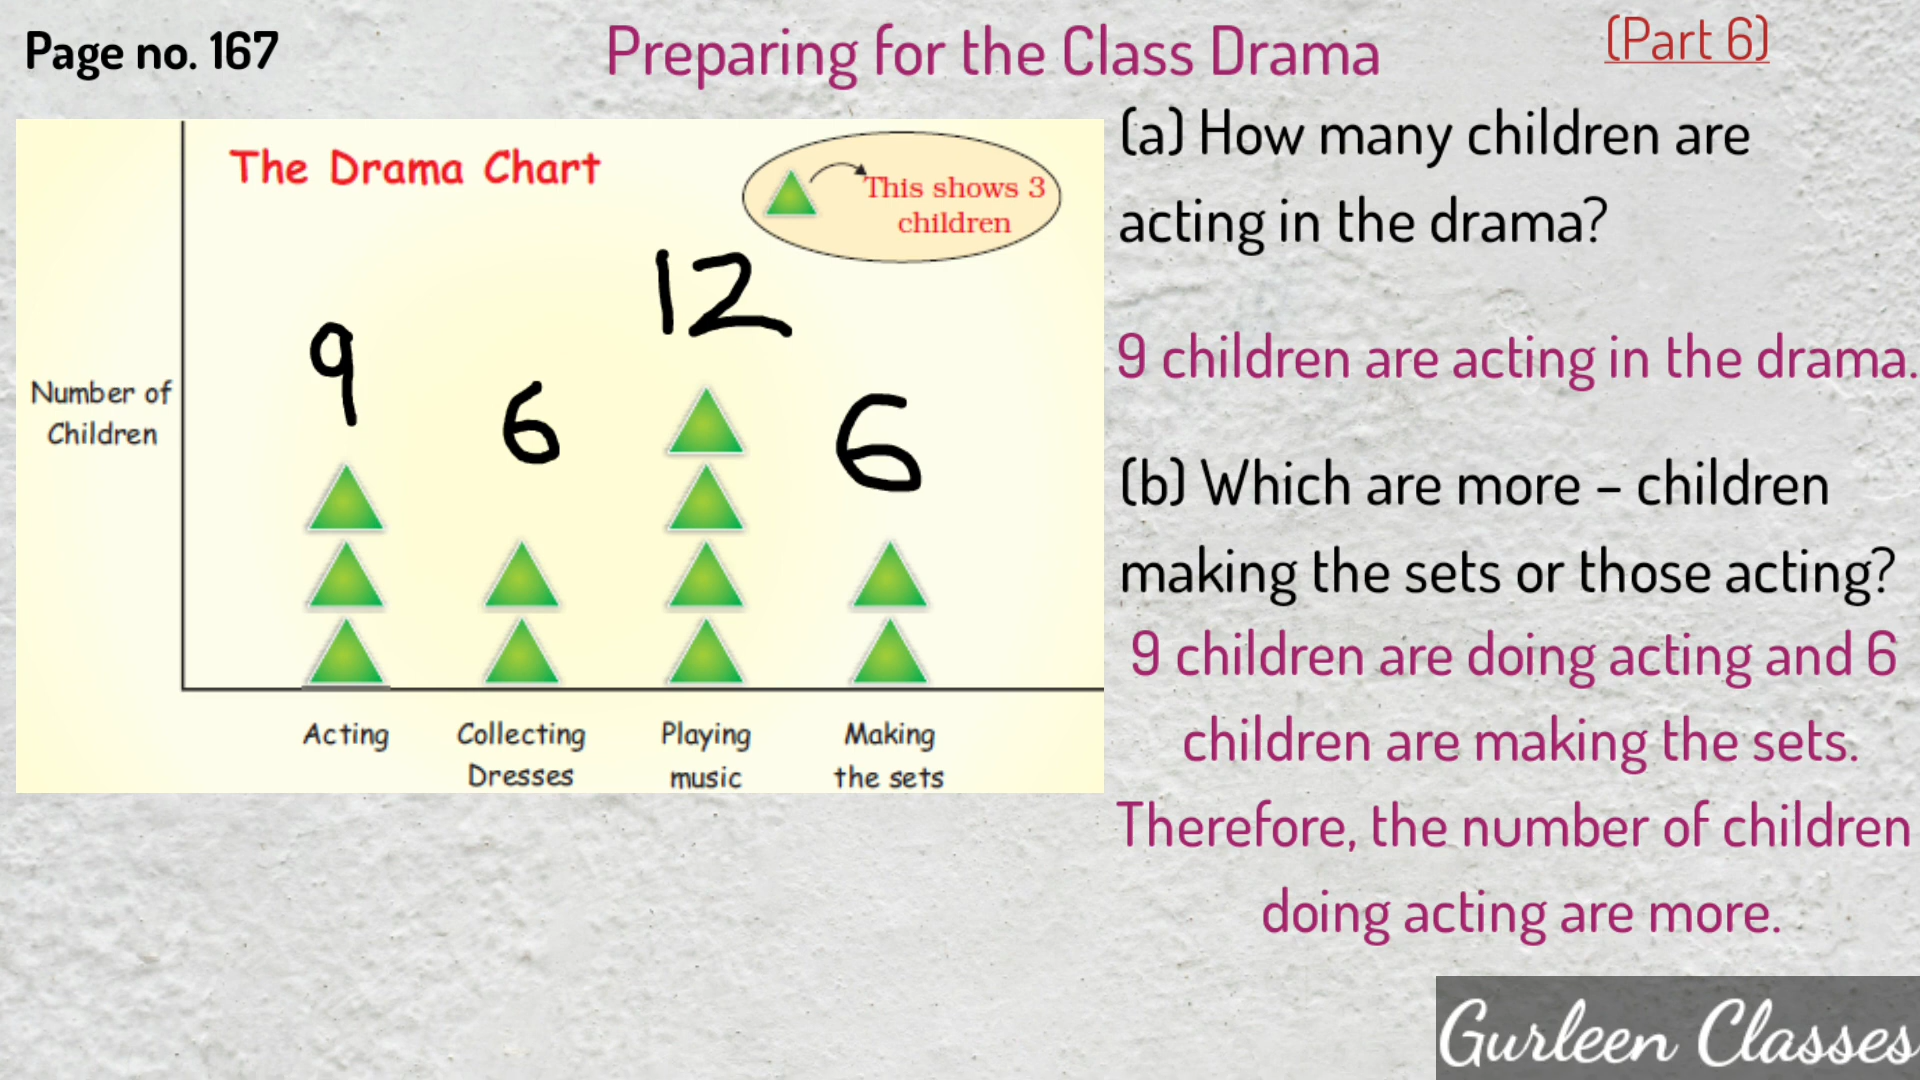 Page no. 167
Preparing for the Class Drama
(Part 6)
The Drama Chart
This shows 3
children
9
6
12
6
Number of
Children
Acting
Collecting
Dresses
Playing
music
Making
the sets
(a) How many children are
acting in the drama?
9 children are acting in the drama.
(b) Which are more – children
making the sets or those acting?
9 children are doing acting and 6
children are making the sets.
Therefore, the number of children
doing acting are more.
Gurleen Classes